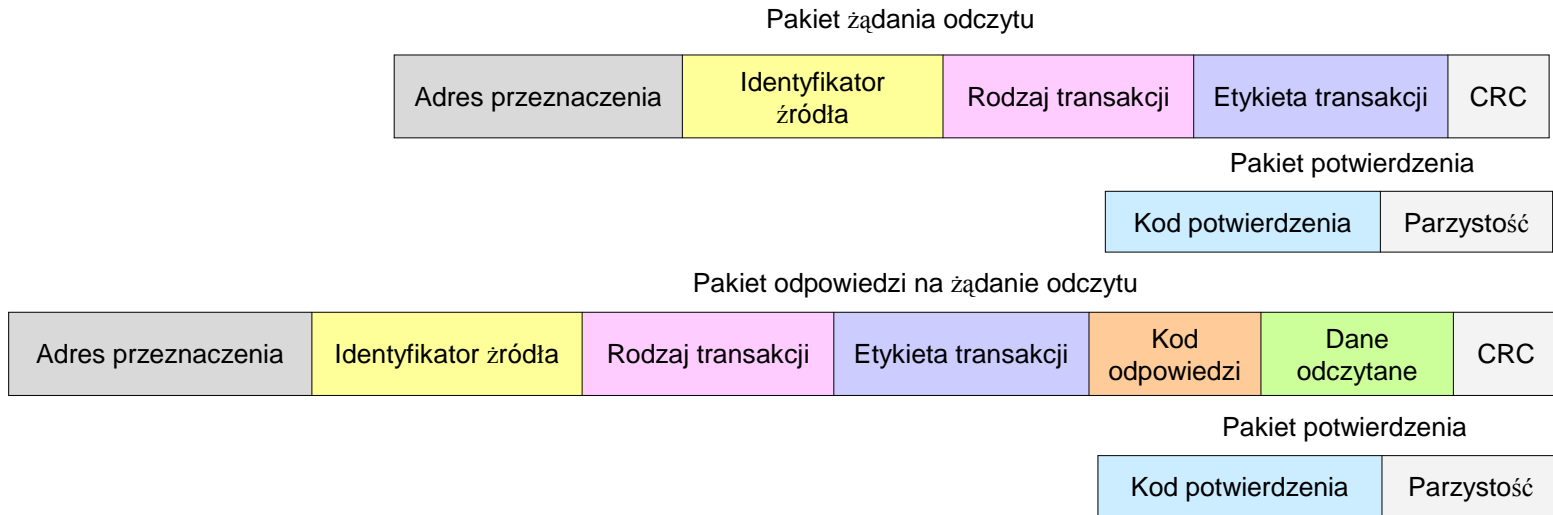 Pakiet żądania odczytu
Adres przeznaczenia
Identyfikator
źródła
Rodzaj transakcji
Etykieta transakcji
CRC
Pakiet potwierdzenia
Kod potwierdzenia
Parzystość
Pakiet odpowiedzi na żądanie odczytu
Adres przeznaczenia
Identyfikator żródła
Rodzaj transakcji
Etykieta transakcji
Kod
odpowiedzi
Dane
odczytane
CRC
Pakiet potwierdzenia
Kod potwierdzenia
Parzystość